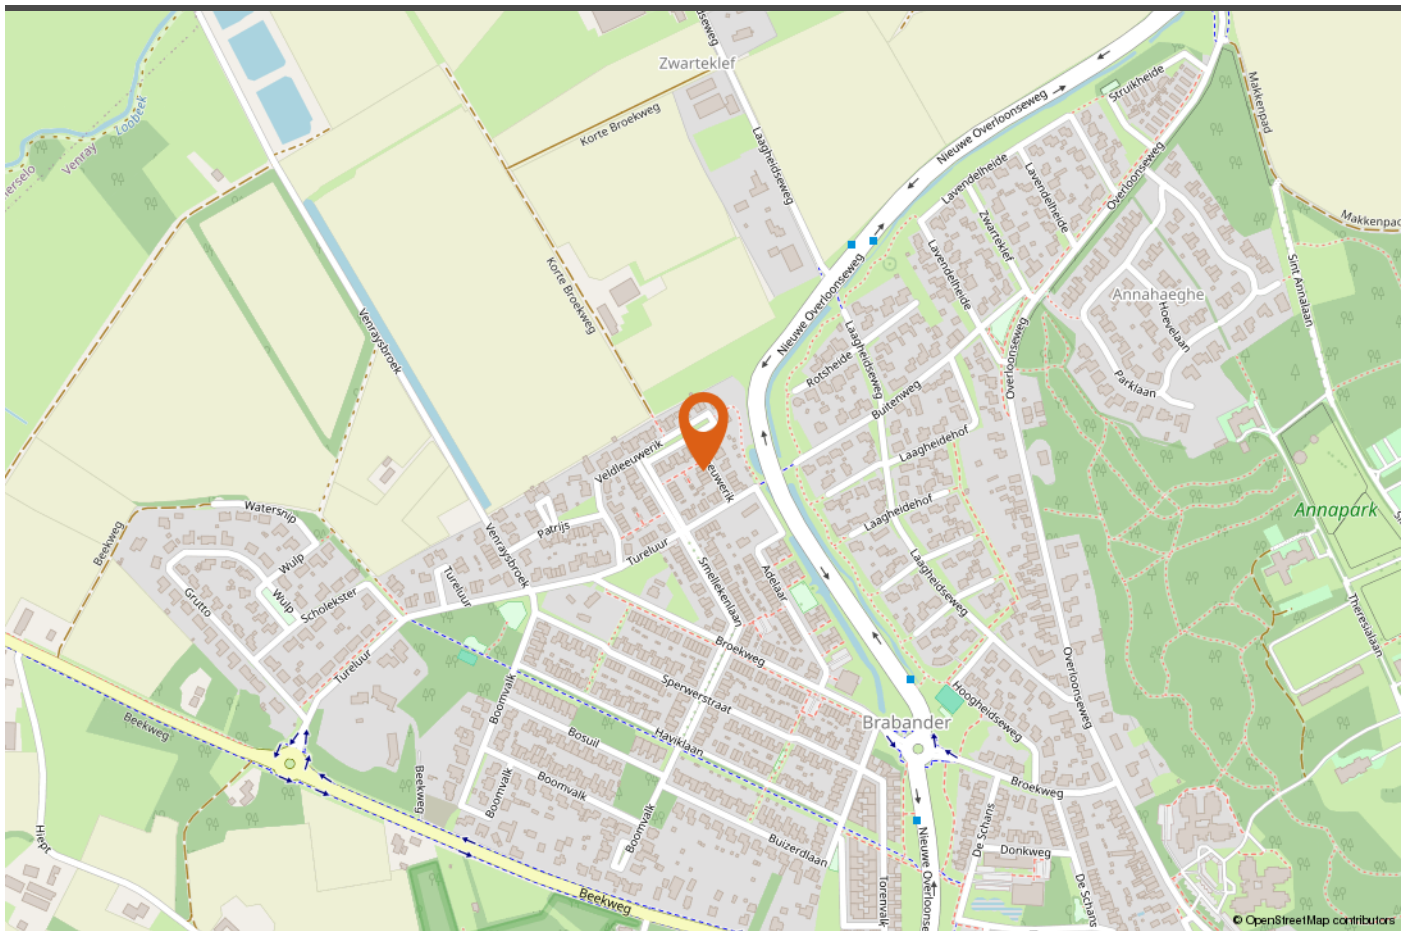 Zwarteklef
Struikheide
Makkenpad
Nieuwe Overloonseweg
Korte Broekweg
Loobeek
Venray
Laagheidseweg
Overloonseweg
Lavendelheide
Lavendelheide
Makkenpad
Zwarteklef
Sint Annalaan
Korte Broekweg
Lavendelheide
Annahaeghe
Nieuwe Overloonseweg
Hoevelaan
Venraysbroek
Laagheidseweg
Rotsheide
Overloonseweg
Parklaan
Buitenweg
Laagheidehof
Veldleeuwerik
Annapark
Watersnip
Laagheidehof
Patrijs
Beekweg
Venraysbroek
Tureluur
Wulp
Adelaar
Smellekenlaan
Laagheidseweg
Tureluur
Grutto
Wulp
Scholekster
Theresialaan
Broekweg
Tureluur
Overloonseweg
Sperwerstraat
Boomvalk
Hoogheidseweg
Brabander
Beekweg
Bosuil
Haviklaan
Beekweg
Boomvalk
Boomvalk
Broekweg
De Schans
Boomvalk
Buizerdlaan
Hiept
Donkweg
Beekweg
Torenvalk
Nieuwe Overloonse
De Schans
© OpenStreetMap contributors